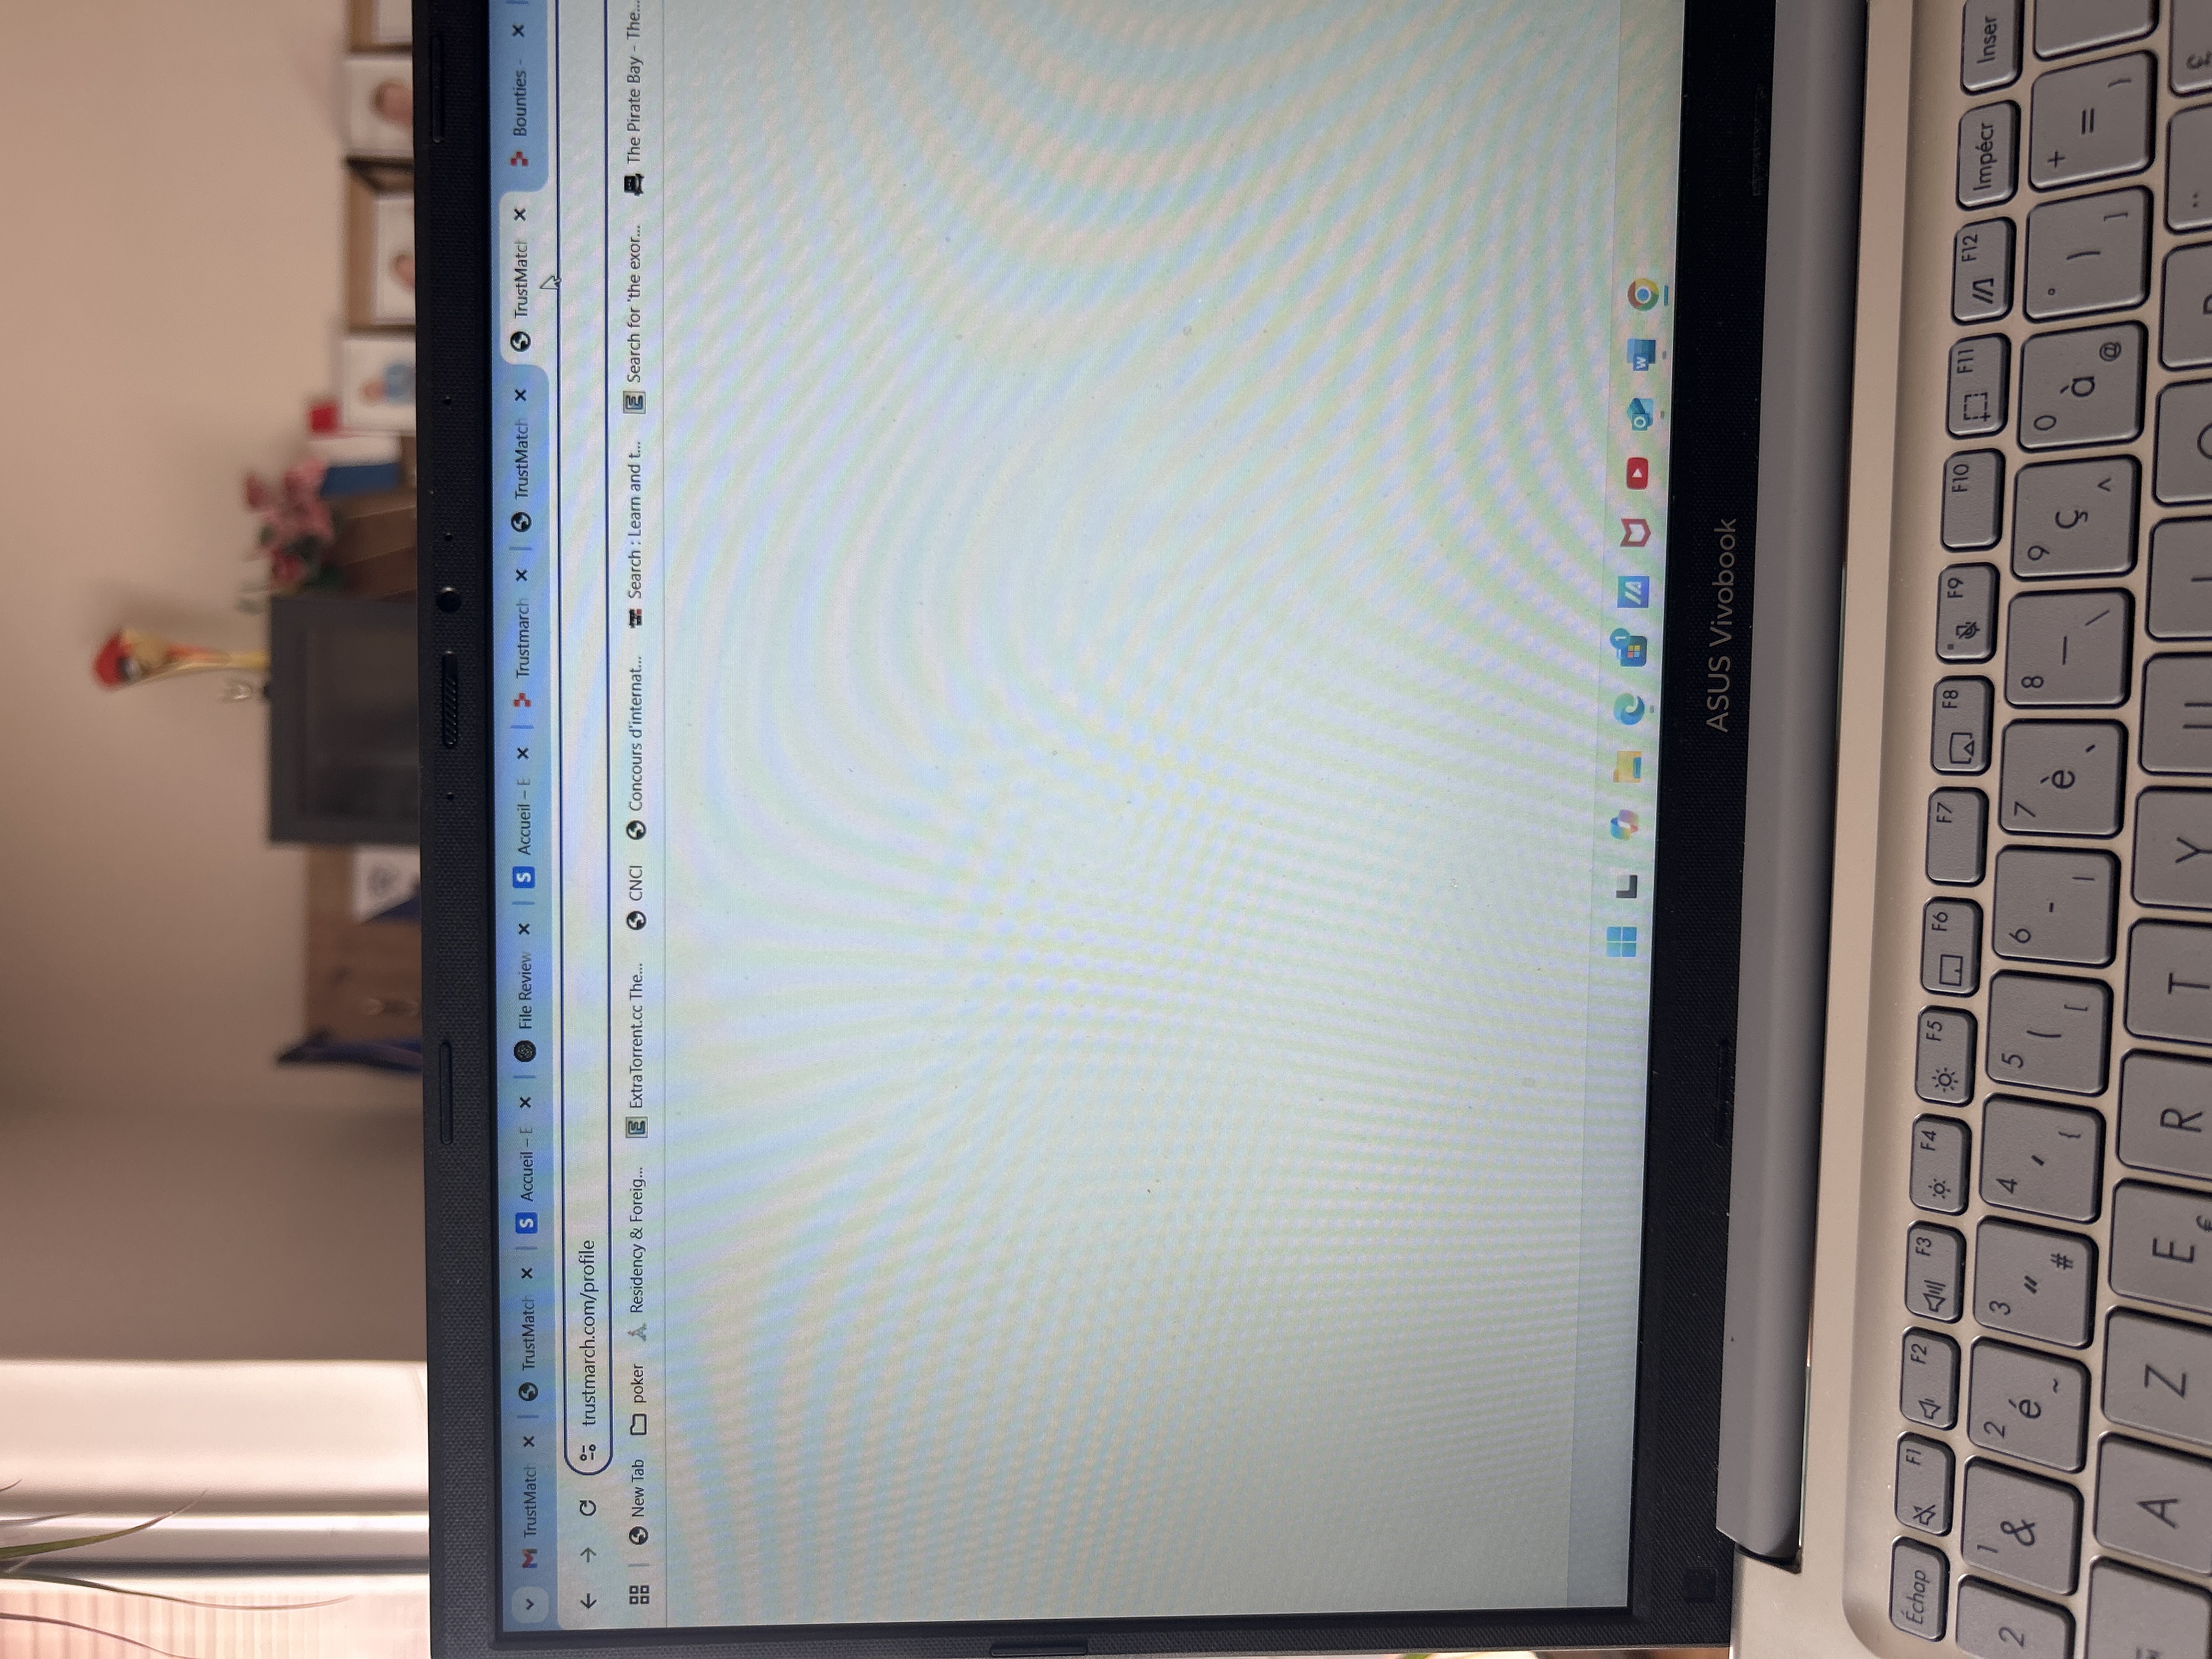 TrustMatch
TrustMatch
Accueil – E
File Review
Accueil – E
Trustmarch
TrustMatch
TrustMatch
Bounties -
trustmarch.com/profile
New Tab
poker
Residency & Foreig...
ExtraTorrent.cc The...
CNCI
Concours d'internat...
Search : Learn and t...
Search for 'the exor...
The Pirate Bay - The...
1
ASUS Vivobook
Échap
F1
F2
F3
F4
F5
F6
F7
F8
F9
F10
F11
F12
Impécr
Inser
2
1 &
2 é ~
3 " #
4 ' {
5 ( [
6 - |
7 è `
8 _ \
9 ç ^
0 à @
° ) ]
+ = }
A
Z
E €
R
T
Y
U